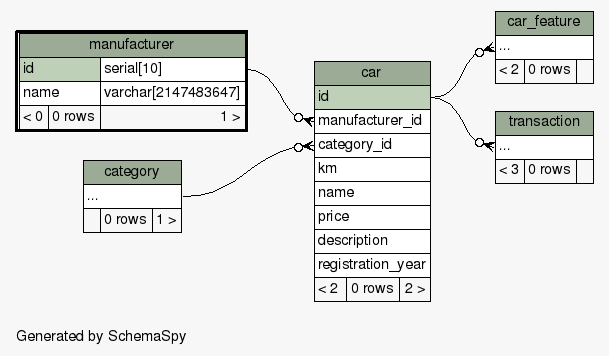 manufacturer
id serial[10]
name varchar[2147483647]
< 0 0 rows 1 >
category
...
0 rows 1 >
car
id
manufacturer_id
category_id
km
name
price
description
registration_year
< 2 0 rows 2 >
car_feature
...
< 2 0 rows
transaction
...
< 3 0 rows
Generated by SchemaSpy